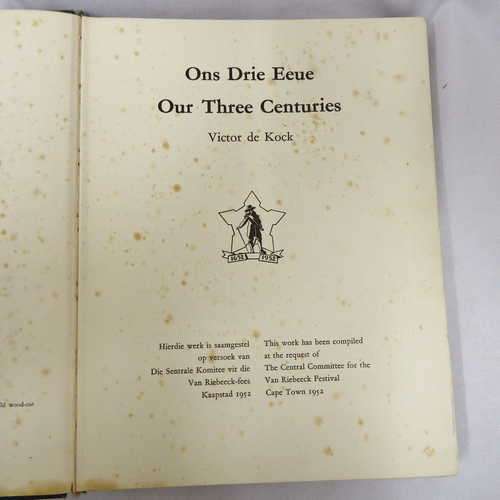 Ons Drie Eeue
Our Three Centuries
Victor de Kock
1652 1952
Hierdie werk is saamgestel
op versoek van
Die Sentrale Komitee vir die
Van Riebeeck-fees
Kaapstad 1952
This work has been compiled
at the request of
The Central Committee for the
Van Riebeeck Festival
Cape Town 1952
wood-cut